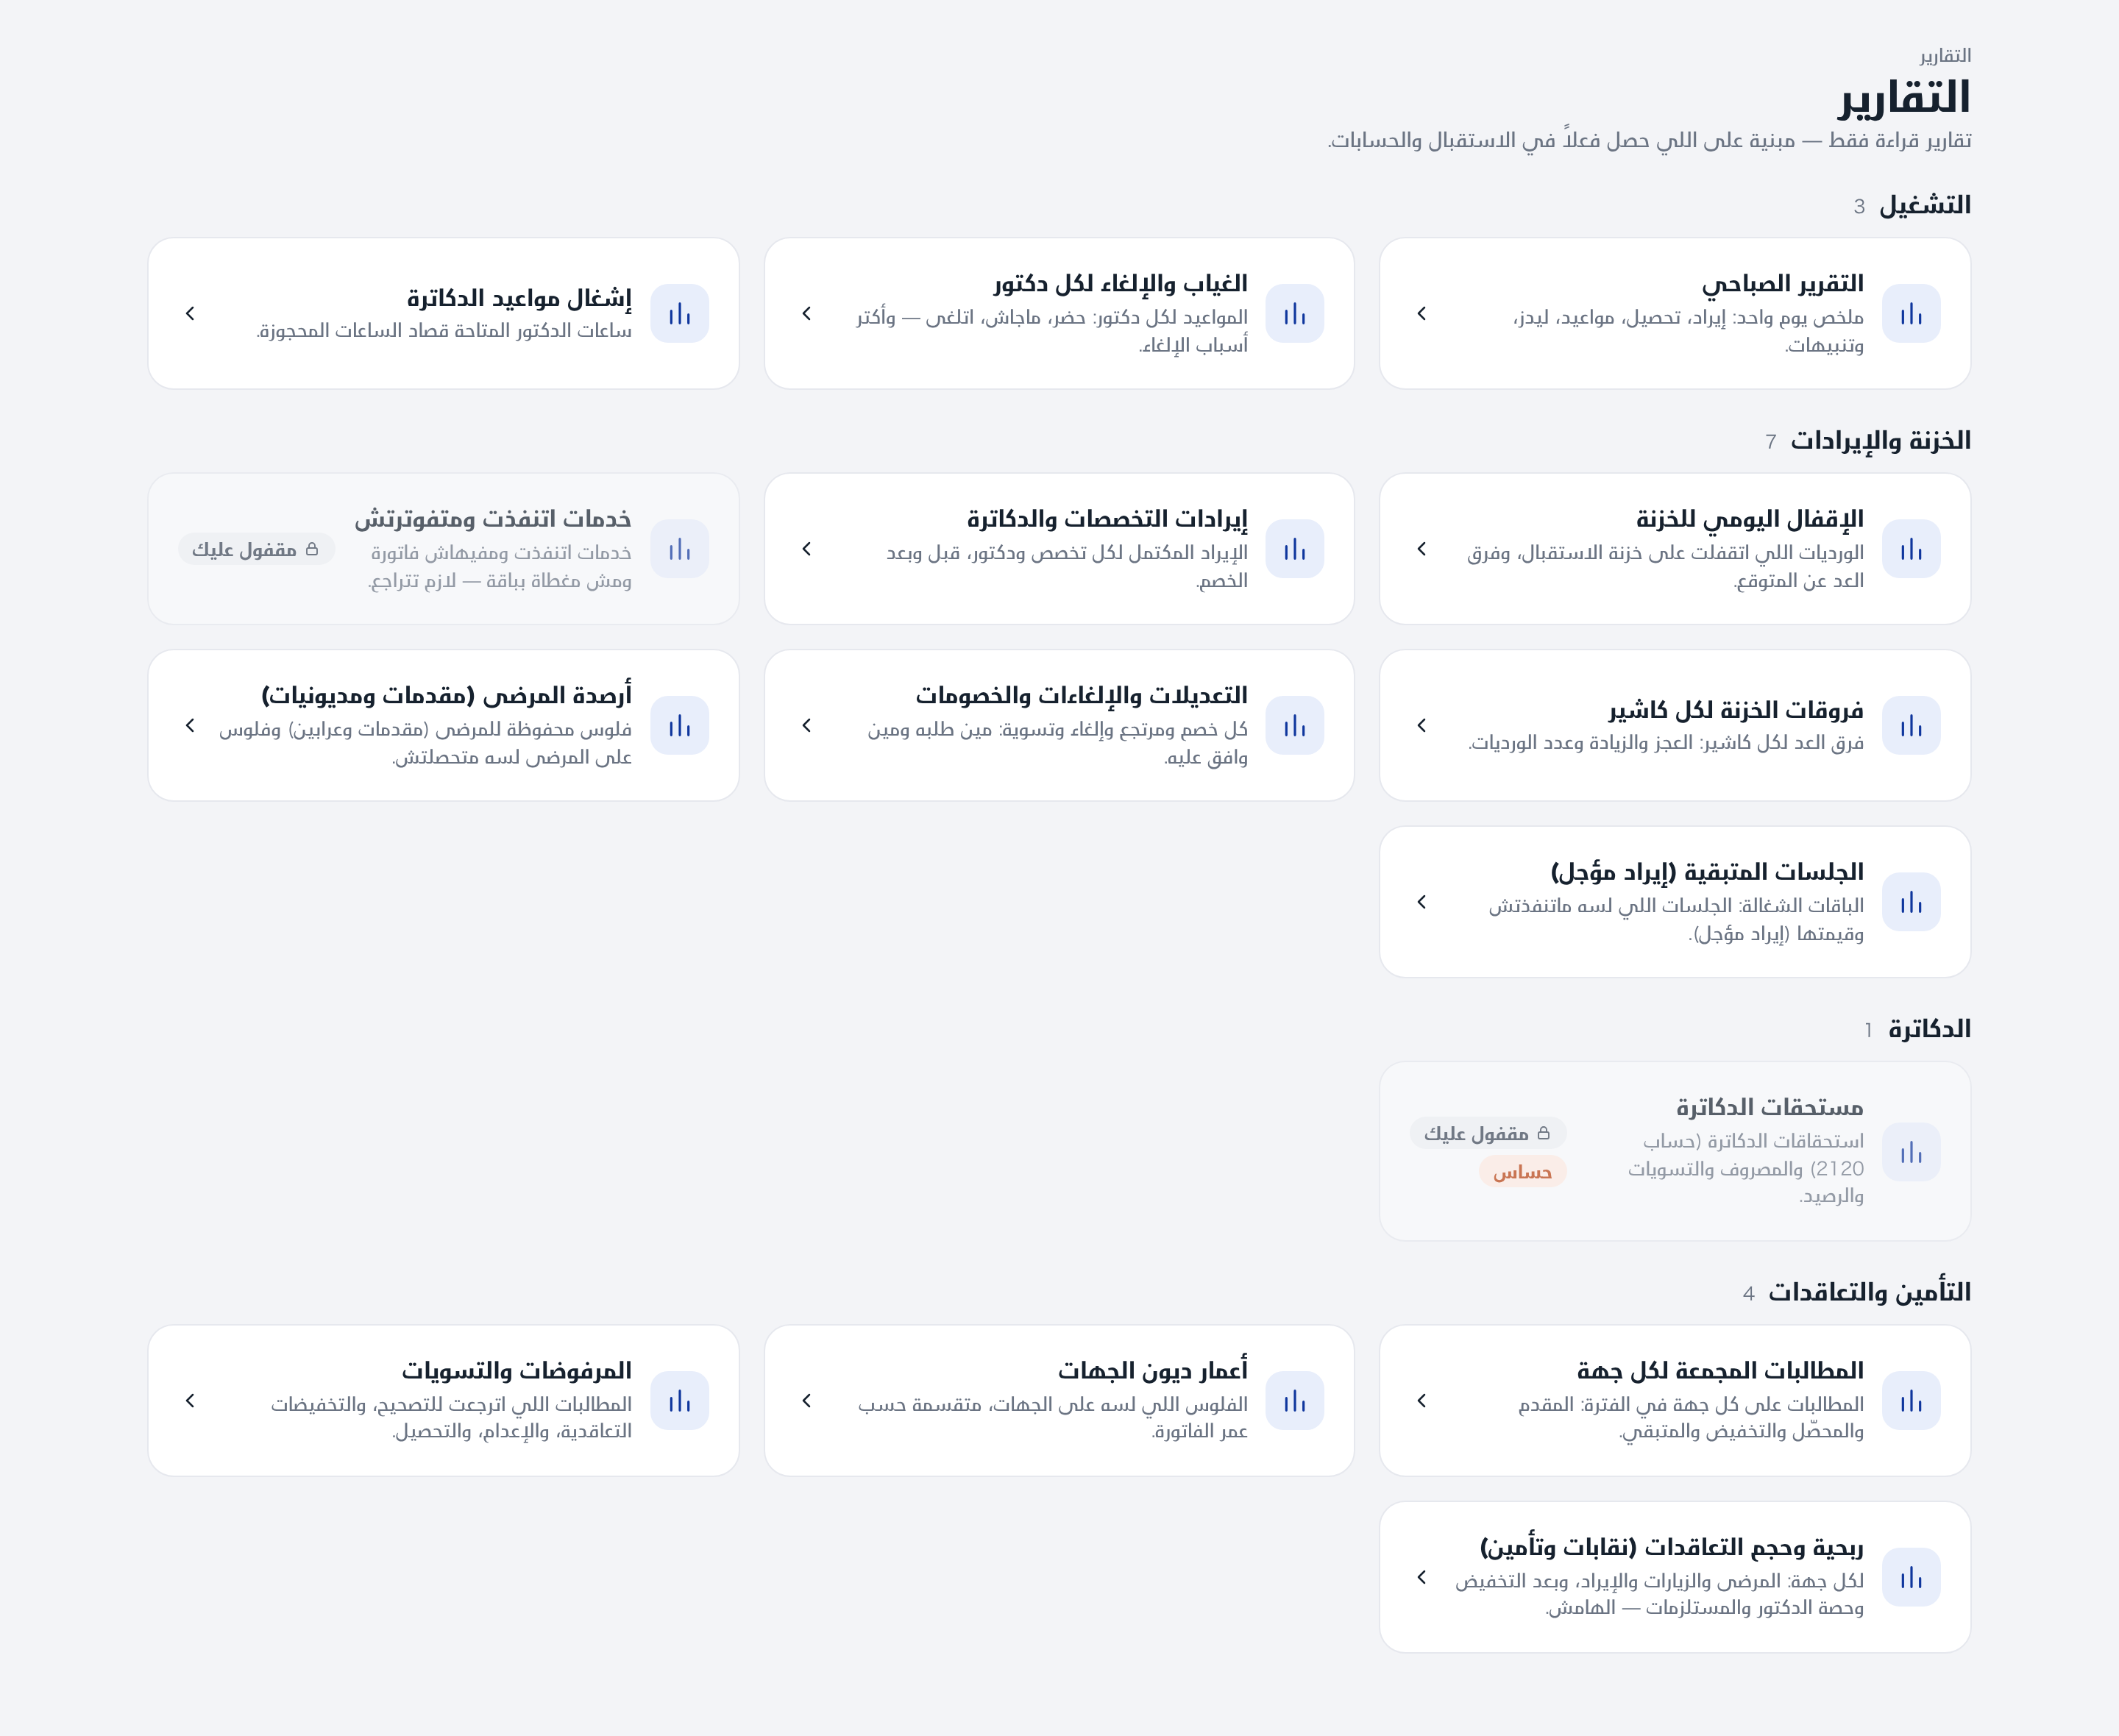 التقارير
التقارير
تقارير قراءة فقط — مبنية على اللي حصل فعلاً في الاستقبال والحسابات.
التشغيل 3
التقرير الصباحي
ملخص يوم واحد: إيراد، تحصيل، مواعيد، ليدز،
وتنبيهات.
الغياب والإلغاء لكل دكتور
المواعيد لكل دكتور: حضر، ماجاش، اتلغى — وأكتر
أسباب الإلغاء.
إشغال مواعيد الدكاترة
ساعات الدكتور المتاحة قصاد الساعات المحجوزة.
الخزنة والإيرادات 7
الإقفال اليومي للخزنة
الورديات اللي اتقفلت على خزنة الاستقبال، وفرق
العد عن المتوقع.
إيرادات التخصصات والدكاترة
الإيراد المكتمل لكل تخصص ودكتور، قبل وبعد
الخصم.
خدمات اتنفذت ومتفوترتش
خدمات اتنفذت ومفيهاش فاتورة
ومش مغطاة بباقة — لازم تتراجع.
مقفول عليك
فروقات الخزنة لكل كاشير
فرق العد لكل كاشير: العجز والزيادة وعدد الورديات.
التعديلات والإلغاءات والخصومات
كل خصم ومرتجع وإلغاء وتسوية: مين طلبه ومين
وافق عليه.
أرصدة المرضى (مقدمات ومديونيات)
فلوس محفوظة للمرضى (مقدمات وعرابين) وفلوس
على المرضى لسه متحصلتش.
الجلسات المتبقية (إيراد مؤجل)
الباقات الشغالة: الجلسات اللي لسه ماتنفذتش
وقيمتها (إيراد مؤجل).
الدكاترة 1
مستحقات الدكاترة
استحقاقات الدكاترة (حساب
2120) والمصروف والتسويات
والرصيد.
مقفول عليك
حساس
التأمين والتعاقدات 4
المطالبات المجمعة لكل جهة
المطالبات على كل جهة في الفترة: المقدم
والمحصّل والتخفيض والمتبقي.
أعمار ديون الجهات
الفلوس اللي لسه على الجهات، متقسمة حسب
عمر الفاتورة.
المرفوضات والتسويات
المطالبات اللي اترجعت للتصحيح، والتخفيضات
التعاقدية، والإعدام، والتحصيل.
ربحية وحجم التعاقدات (نقابات وتأمين)
لكل جهة: المرضى والزيارات والإيراد، وبعد التخفيض
وحصة الدكتور والمستلزمات — الهامش.